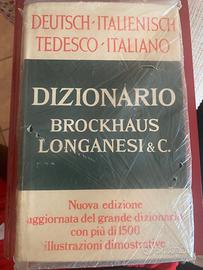 DEUTSCH·ITALIENISCH
TEDESCO·ITALIANO
DIZIONARIO
BROCKHAUS
LONGANESI & C.
Nuova edizione
aggiornata del grande dizionario
con più di 1500
illustrazioni dimostrative